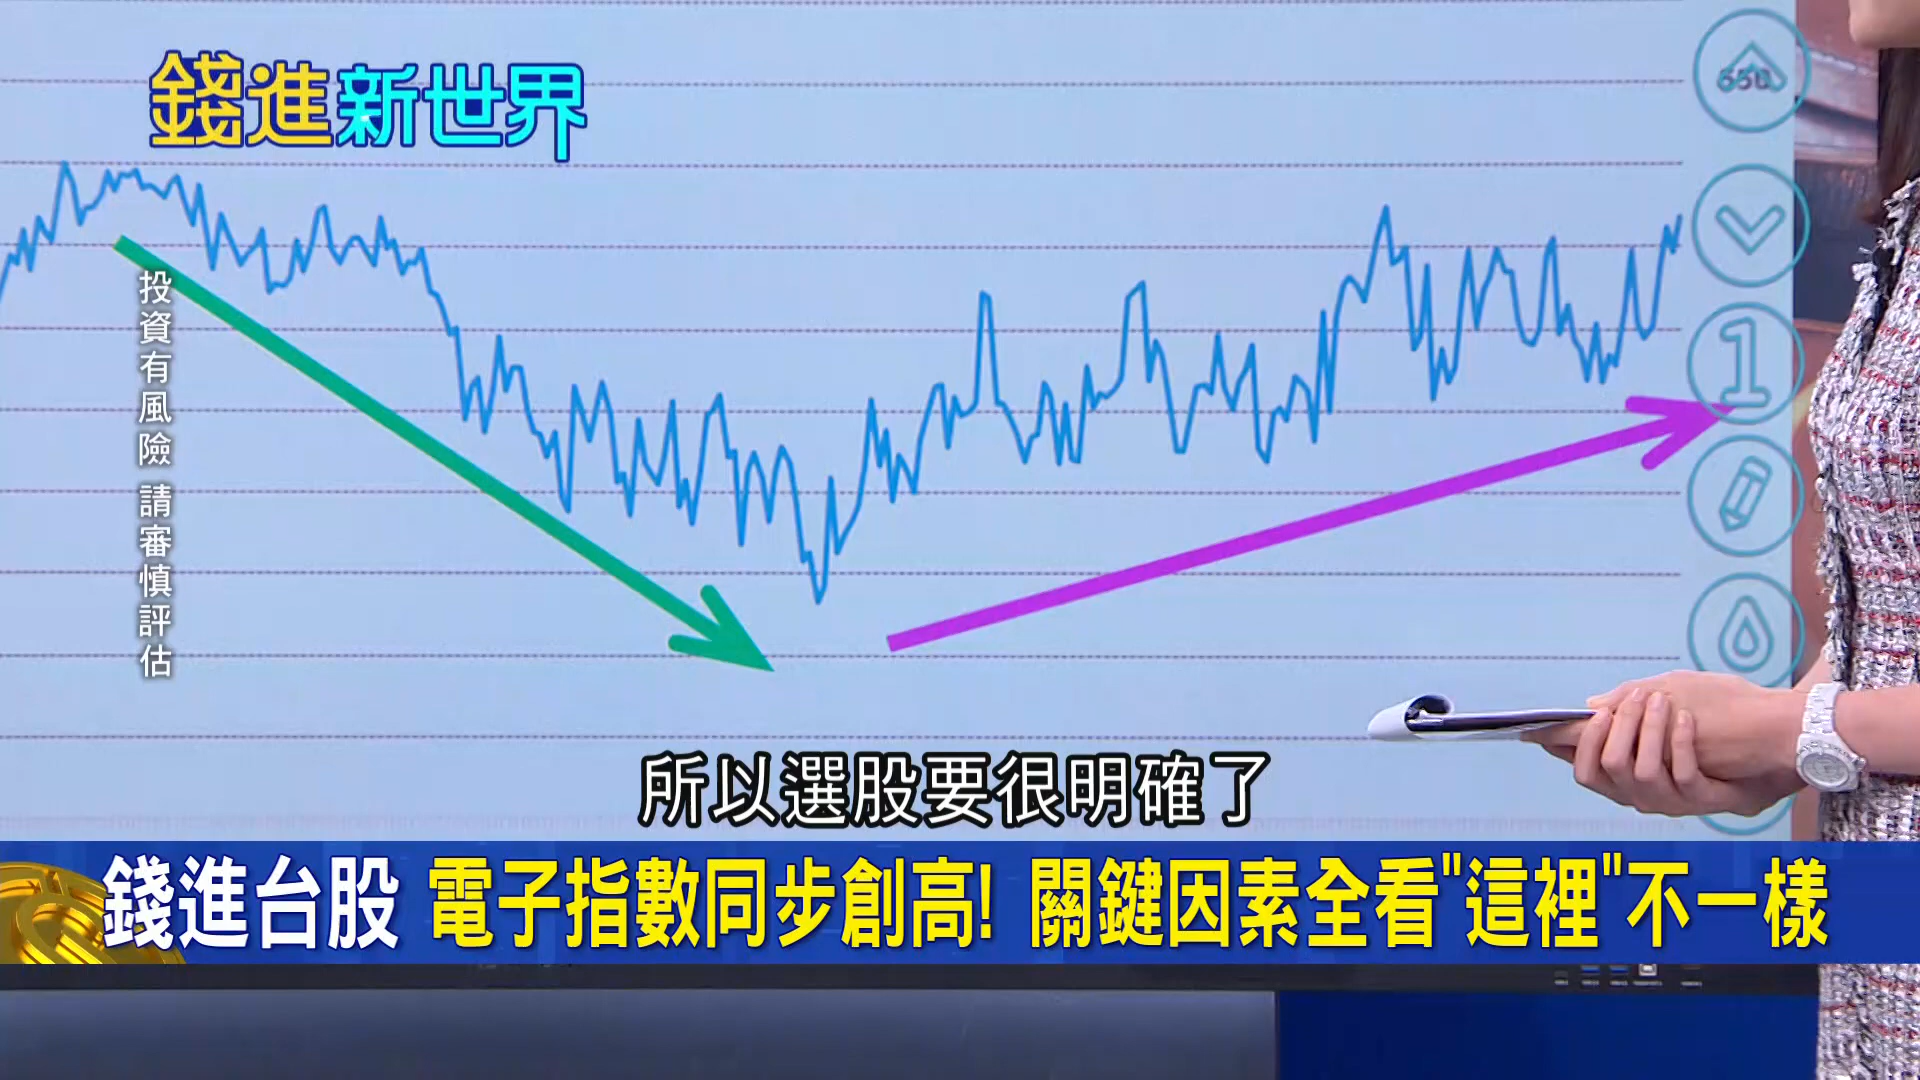 錢進新世界
投資有風險 請審慎評估
1
所以選股要很明確了
錢進台股 電子指數同步創高! 關鍵因素全看"這裡"不一樣